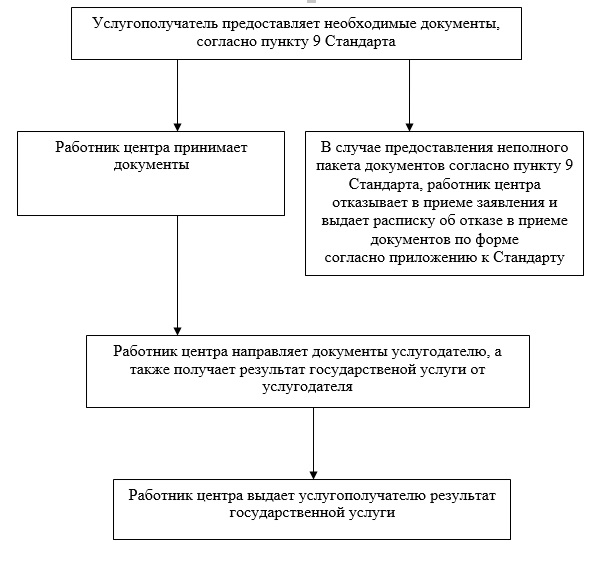 Услугополучатель предоставляет необходимые документы,
согласно пункту 9 Стандарта
Работник центра принимает
документы
В случае предоставления неполного
пакета документов согласно пункту 9
Стандарта, работник центра
отказывает в приеме заявления и
выдает расписку об отказе в приеме
документов по форме
согласно приложению к Стандарту
Работник центра направляет документы услугодателю, а
также получает результат государственой услуги от
услугодателя
Работник центра выдает услугополучателю результат
государственной услуги